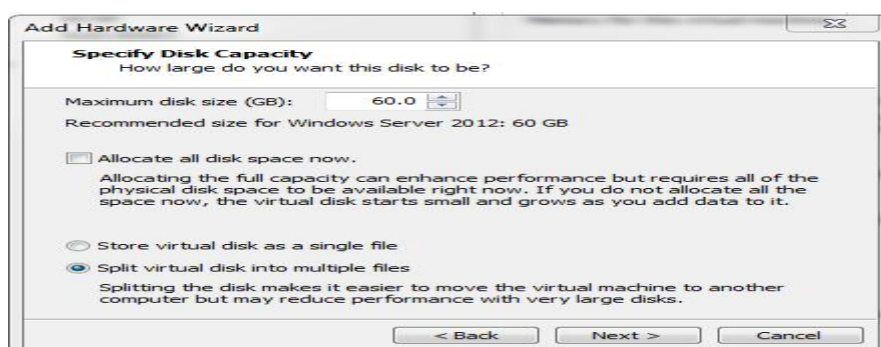 Add Hardware Wizard
Specify Disk Capacity
How large do you want this disk to be?
Maximum disk size (GB): 60.0
Recommended size for Windows Server 2012: 60 GB
Allocate all disk space now.
Allocating the full capacity can enhance performance but requires all of the
physical disk space to be available right now. If you do not allocate all the
space now, the virtual disk starts small and grows as you add data to it.
Store virtual disk as a single file
Split virtual disk into multiple files
Splitting the disk makes it easier to move the virtual machine to another
computer but may reduce performance with very large disks.
< Back Next > Cancel